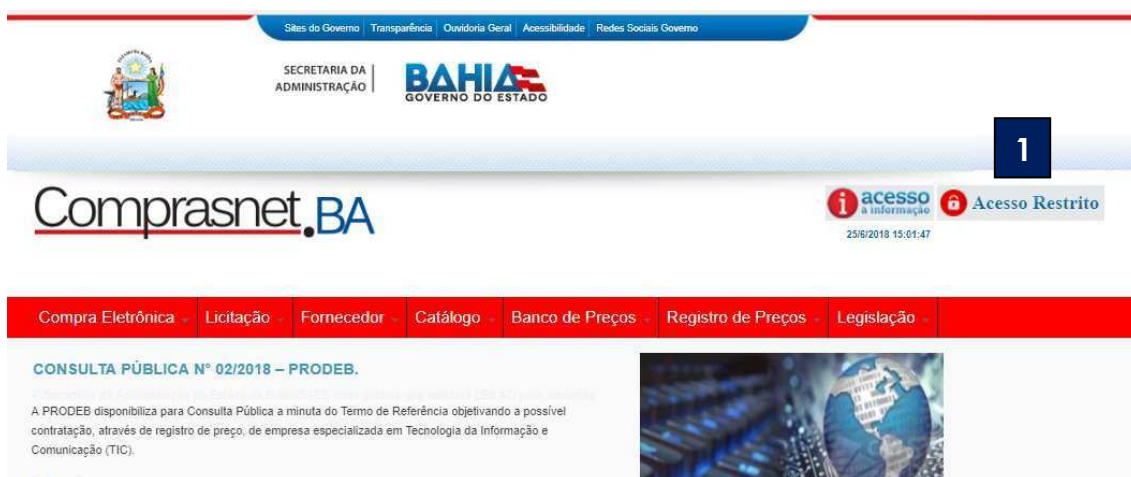 Sites do Governo Transparência Ouvidoria Geral Acessibilidade Redes Sociais Governo
SECRETARIA DA
ADMINISTRAÇÃO
BAHIA
GOVERNO DO ESTADO
1
Comprasnet.BA
acesso
à informação
Acesso Restrito
25/6/2018 15:01:47
Compra Eletrônica Licitação Fornecedor Catálogo Banco de Preços Registro de Preços Legislação
CONSULTA PÚBLICA Nº 02/2018 – PRODEB.
A PRODEB disponibiliza para Consulta Pública a minuta do Termo de Referência objetivando a possível
contratação, através de registro de preço, de empresa especializada em Tecnologia da Informação e
Comunicação (TIC).